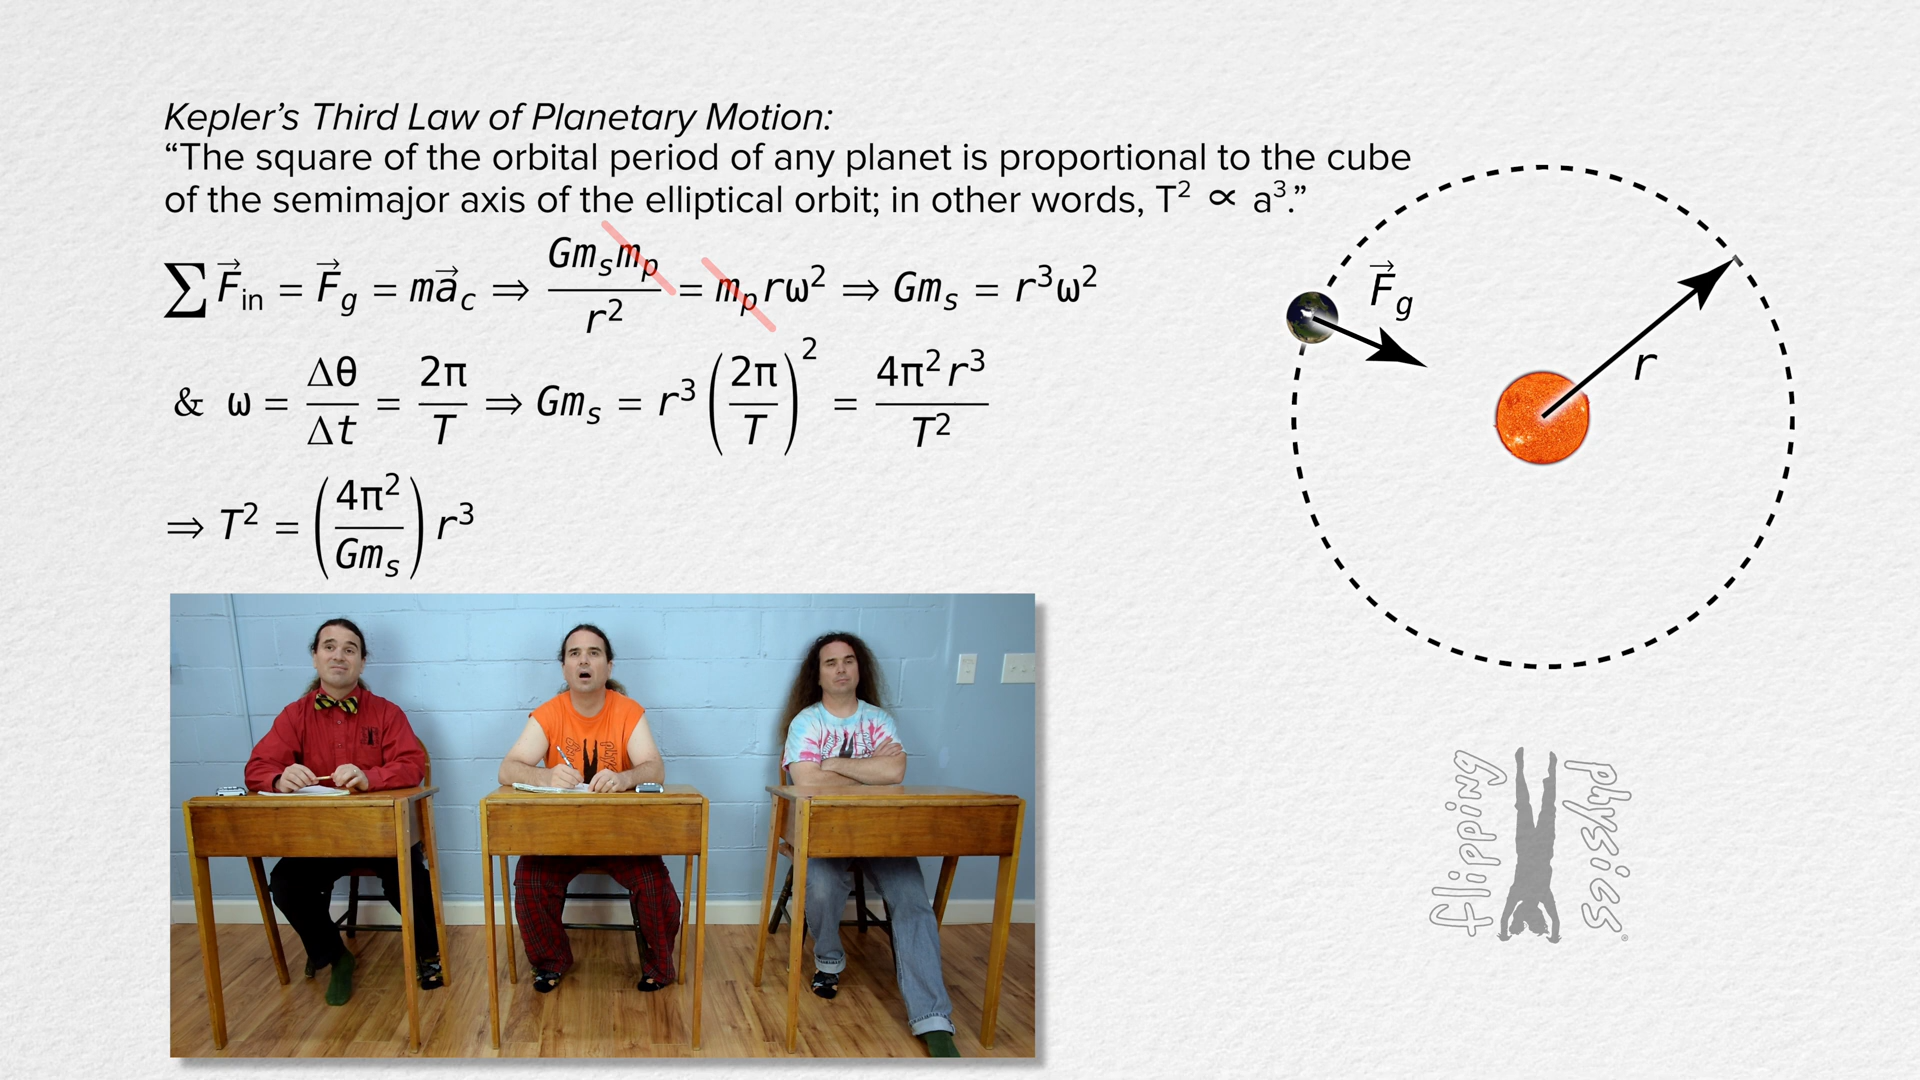 Kepler’s Third Law of Planetary Motion:
“The square of the orbital period of any planet is proportional to the cube
of the semimajor axis of the elliptical orbit; in other words, T² ∝ a³.”
∑F⃗in = F⃗g = ma⃗c ⇒ Gmₛmₚ/r² = mₚrω² ⇒ Gmₛ = r³ω²
& ω = Δθ/Δt = 2π/T ⇒ Gmₛ = r³(2π/T)² = 4π²r³/T²
⇒ T² = (4π²/Gmₛ) r³
F⃗g
r
flipping
physics
®